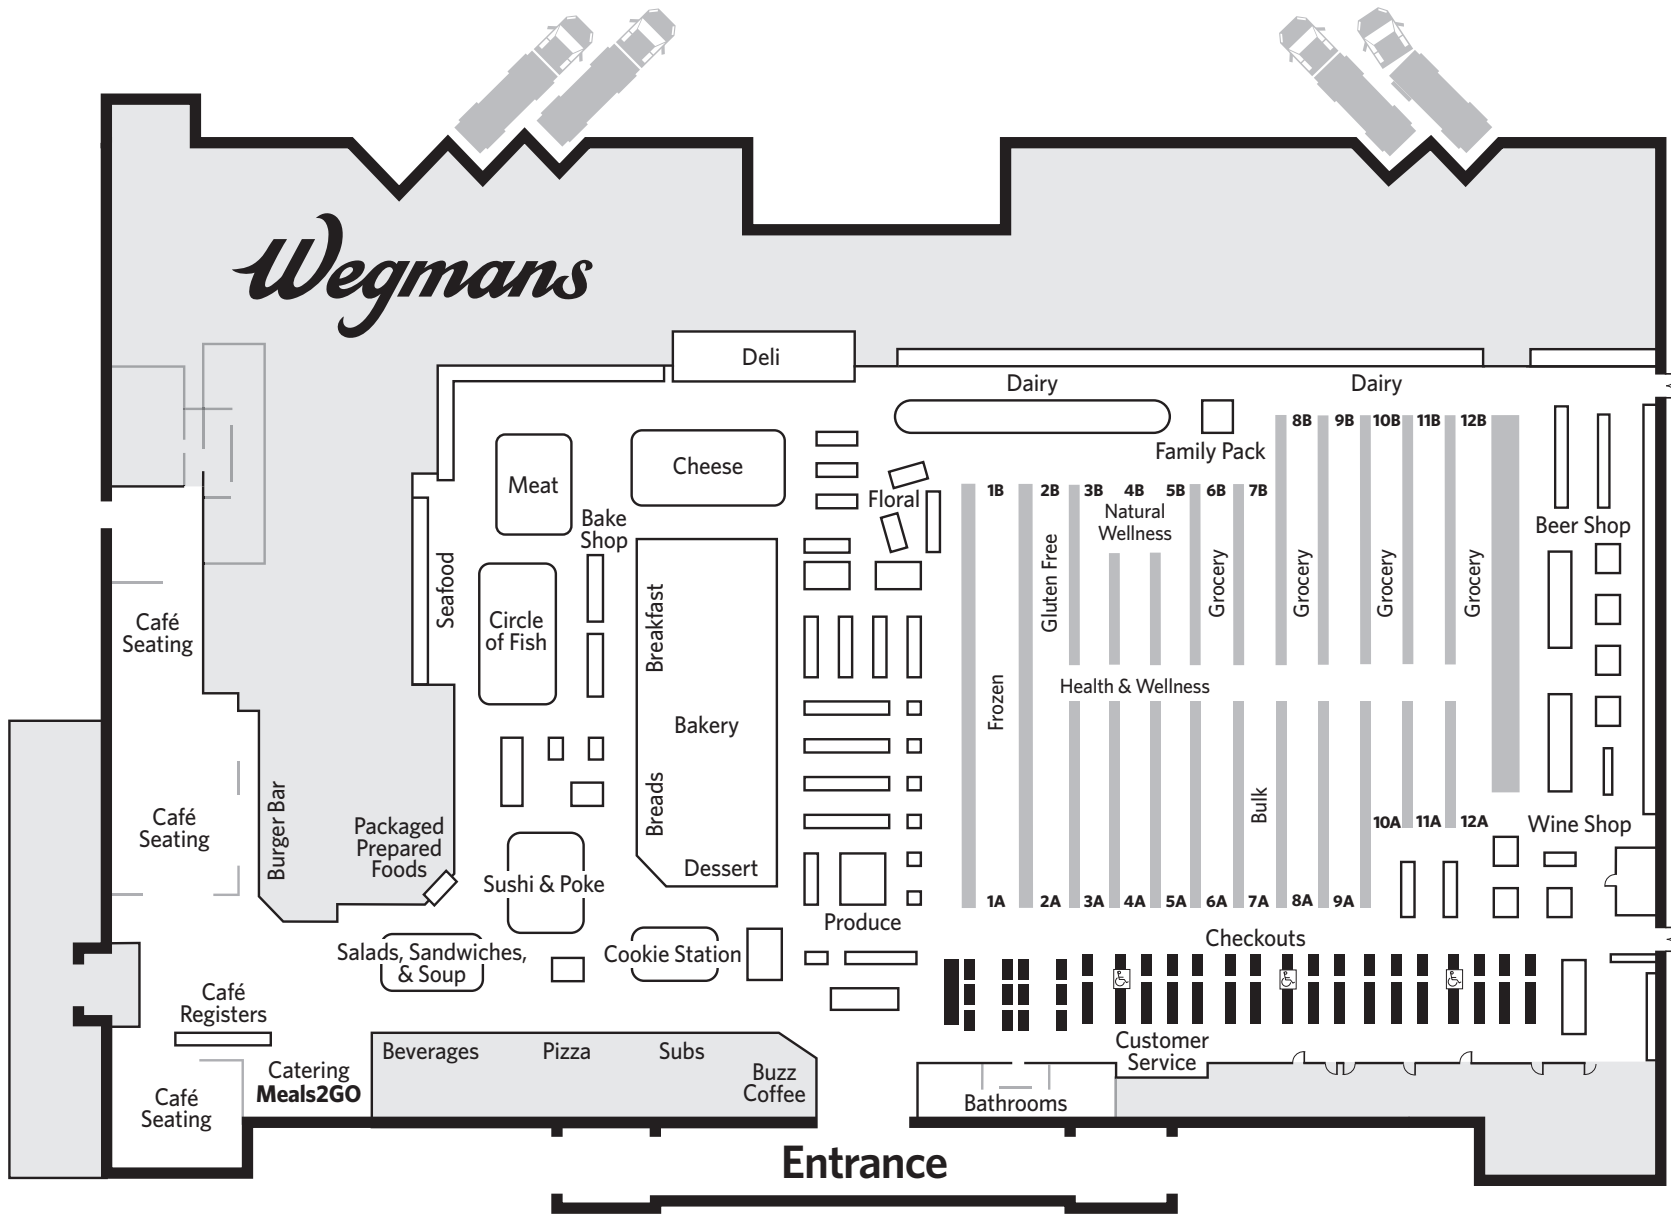 Wegmans
Deli
Dairy
Dairy
Family Pack
8B
9B
10B
11B
12B
Meat
Cheese
Floral
1B
2B
3B
4B
5B
6B
7B
Natural
Wellness
Bake
Shop
Beer Shop
Seafood
Circle
of Fish
Breakfast
Gluten Free
Grocery
Grocery
Grocery
Grocery
Café
Seating
Health & Wellness
Frozen
Bakery
Breads
Dessert
Bulk
Café
Seating
Burger Bar
Packaged
Prepared
Foods
Sushi & Poke
10A
11A
12A
Wine Shop
1A
2A
3A
4A
5A
6A
7A
8A
9A
Produce
Checkouts
Salads, Sandwiches,
& Soup
Cookie Station
Café
Registers
Beverages
Pizza
Subs
Buzz
Coffee
Customer
Service
Catering
Meals2GO
Café
Seating
Bathrooms
Entrance